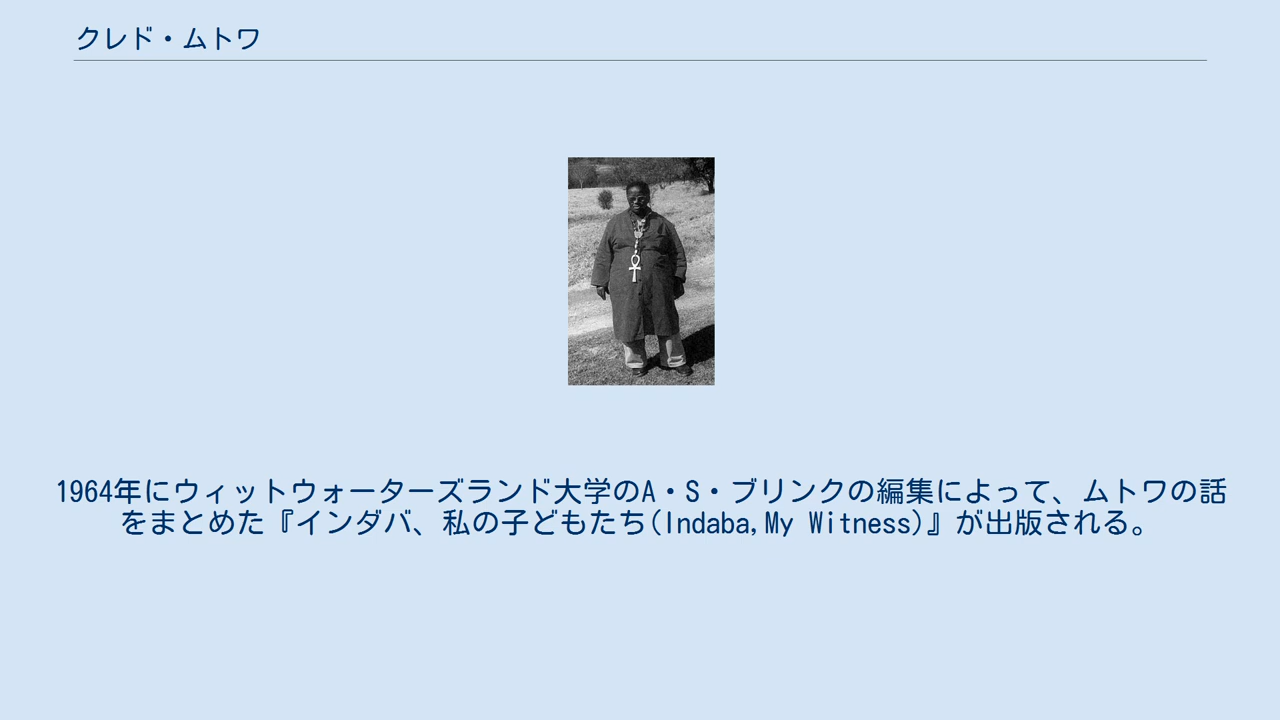 クレド・ムトワ
1964年にウィットウォーターズランド大学のA・S・ブリンクの編集によって、ムトワの話
をまとめた『インダバ、私の子どもたち(Indaba,My Witness)』が出版される。